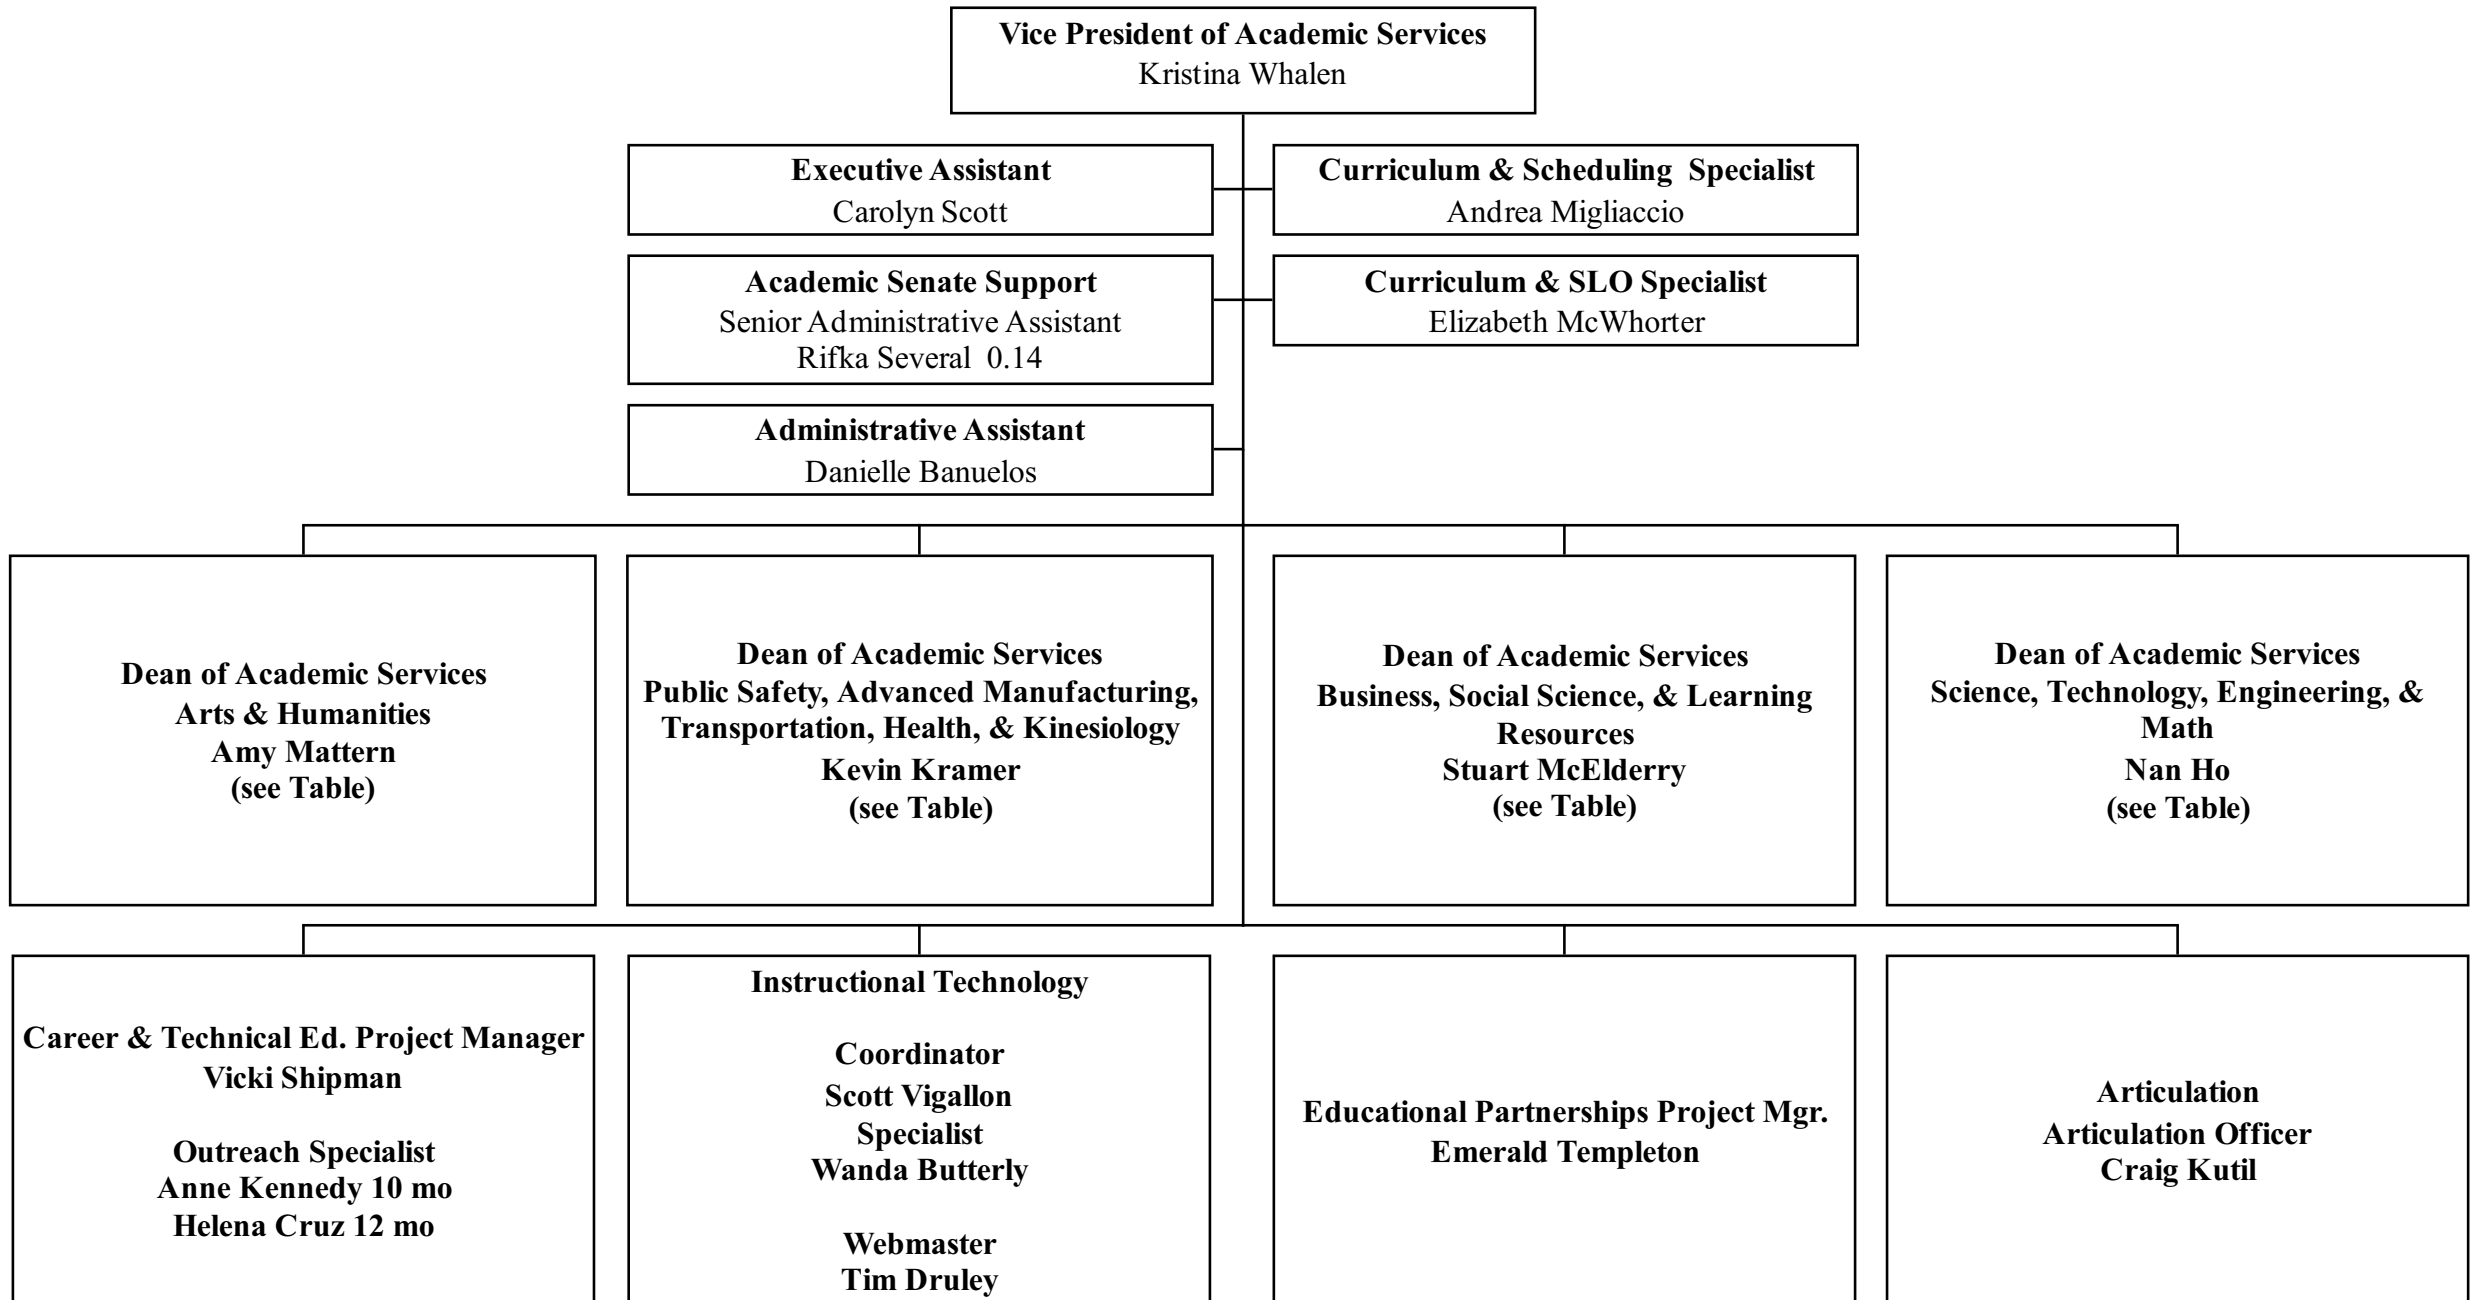 Vice President of Academic Services
Kristina Whalen
Executive Assistant
Carolyn Scott
Curriculum & Scheduling  Specialist
Andrea Migliaccio
Academic Senate Support
Senior Administrative Assistant
Rifka Several  0.14
Curriculum & SLO Specialist
Elizabeth McWhorter
Administrative Assistant
Danielle Banuelos
Dean of Academic Services
Arts & Humanities
Amy Mattern
(see Table)
Dean of Academic Services
Public Safety, Advanced Manufacturing,
Transportation, Health, & Kinesiology
Kevin Kramer
(see Table)
Dean of Academic Services
Business, Social Science, & Learning
Resources
Stuart McElderry
(see Table)
Dean of Academic Services
Science, Technology, Engineering, &
Math
Nan Ho
(see Table)
Career & Technical Ed. Project Manager
Vicki Shipman
Outreach Specialist
Anne Kennedy 10 mo
Helena Cruz 12 mo
Instructional Technology
Coordinator
Scott Vigallon
Specialist
Wanda Butterly
Webmaster
Tim Druley
Educational Partnerships Project Mgr.
Emerald Templeton
Articulation
Articulation Officer
Craig Kutil